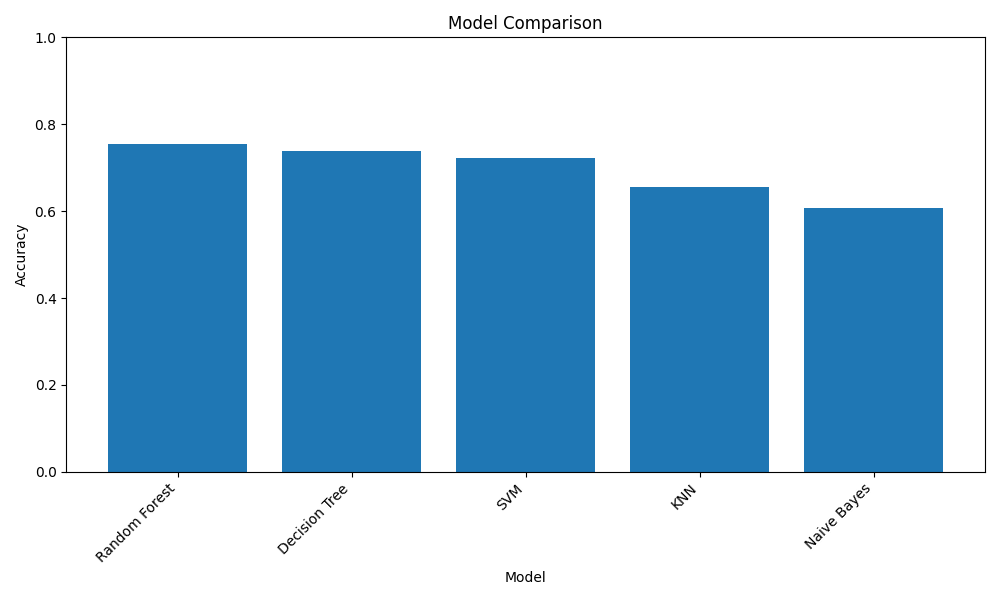 Model Comparison
1.0
0.8
0.6
0.4
0.2
0.0
Accuracy
Random Forest
Decision Tree
SVM
KNN
Naive Bayes
Model